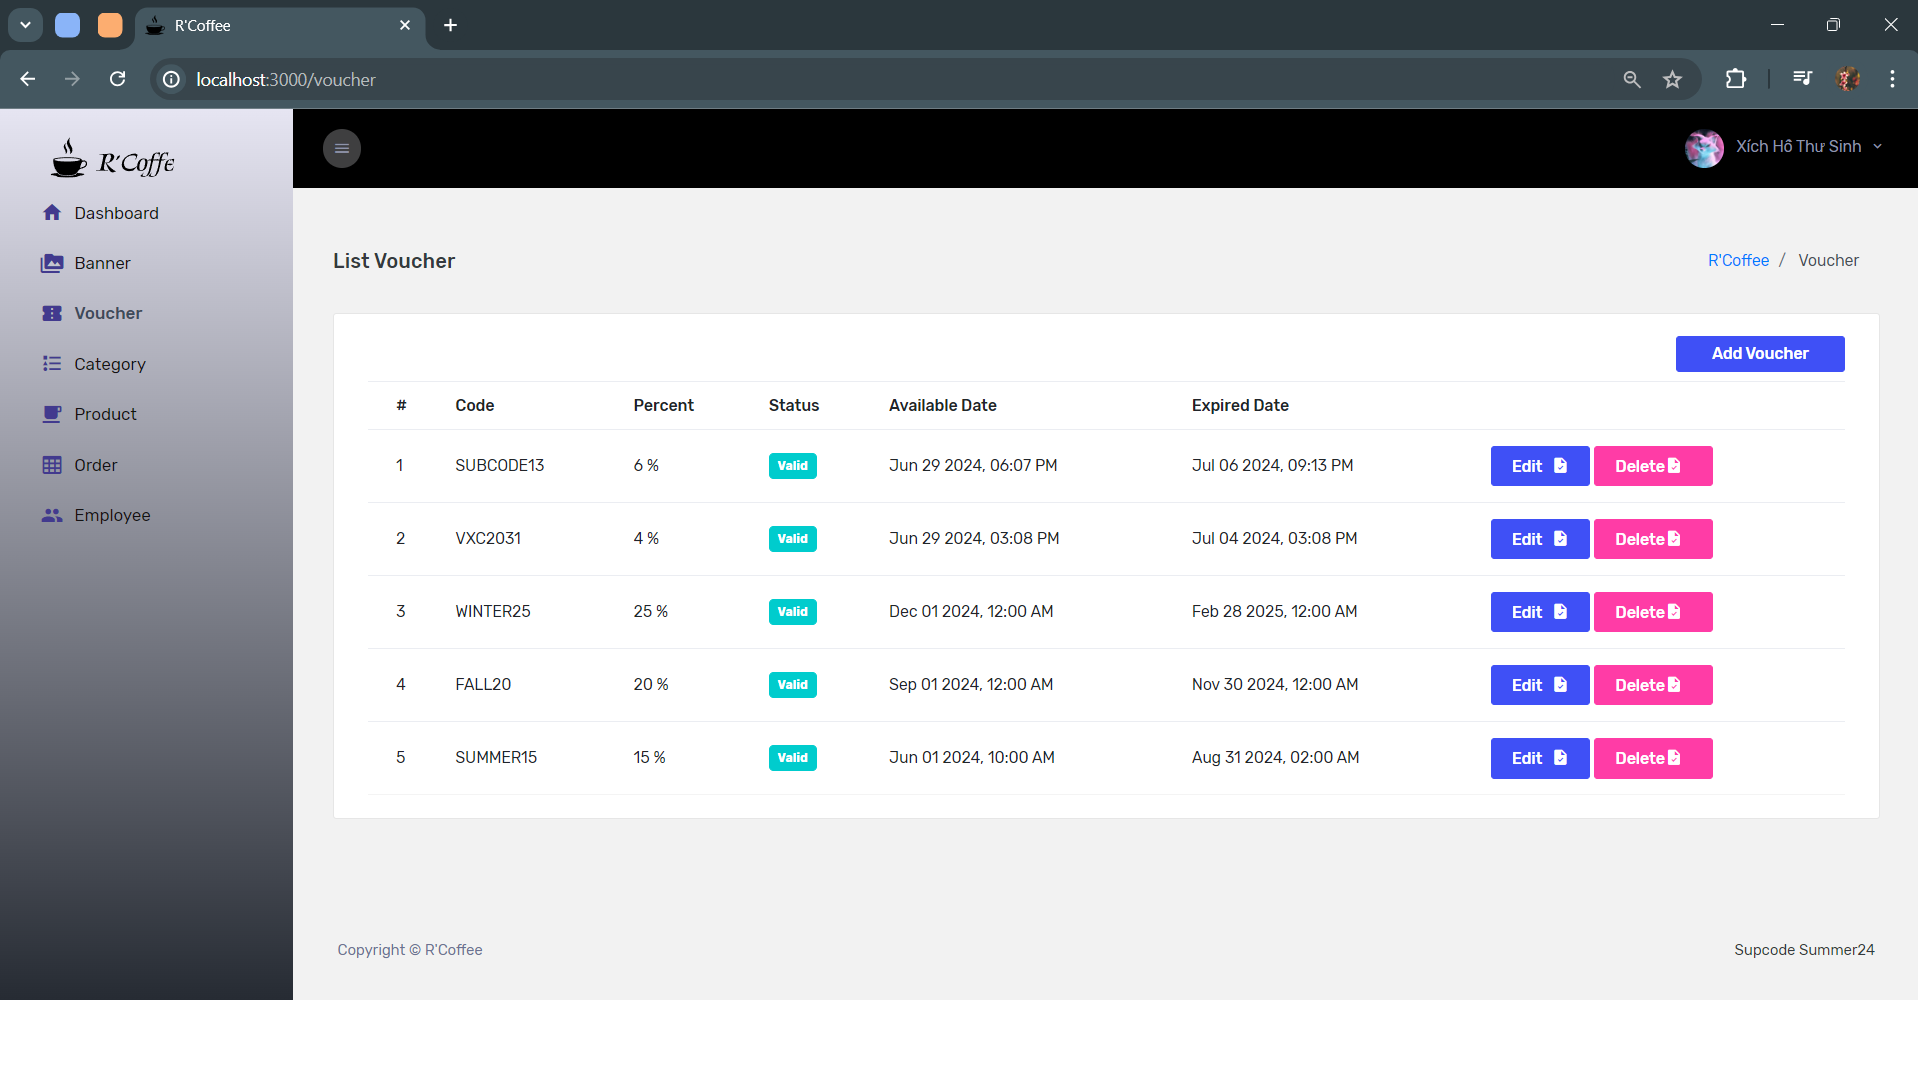 R'Coffee
localhost:3000/voucher
R'Coffe
Xích Hồ Thư Sinh
Dashboard
Banner
Voucher
Category
Product
Order
Employee
List Voucher
R'Coffee / Voucher
Add Voucher
# Code Percent Status Available Date Expired Date
1 SUBCODE13 6 % Valid Jun 29 2024, 06:07 PM Jul 06 2024, 09:13 PM Edit Delete
2 VXC2031 4 % Valid Jun 29 2024, 03:08 PM Jul 04 2024, 03:08 PM Edit Delete
3 WINTER25 25 % Valid Dec 01 2024, 12:00 AM Feb 28 2025, 12:00 AM Edit Delete
4 FALL20 20 % Valid Sep 01 2024, 12:00 AM Nov 30 2024, 12:00 AM Edit Delete
5 SUMMER15 15 % Valid Jun 01 2024, 10:00 AM Aug 31 2024, 02:00 AM Edit Delete
Copyright © R'Coffee
Supcode Summer24